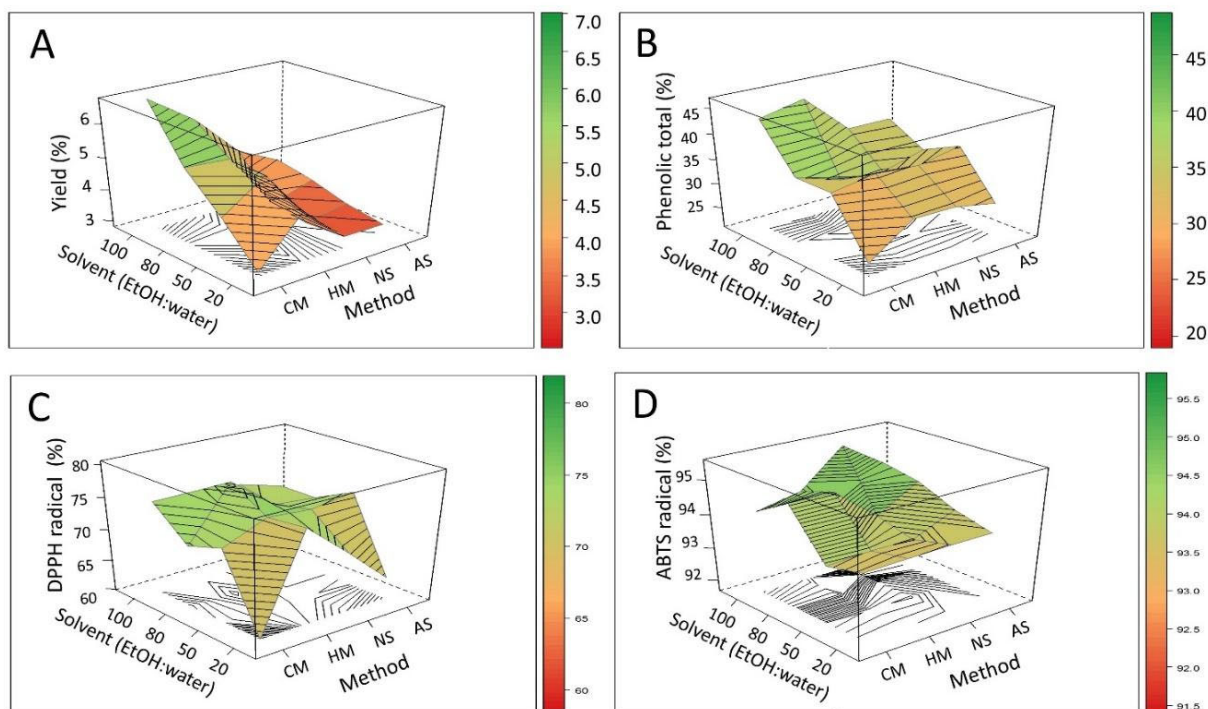 A
Yield (%)
6
5
4
3
100
80
50
20
Solvent (EtOH:water)
CM
HM
NS
AS
Method
7.0
6.5
6.0
5.5
5.0
4.5
4.0
3.5
3.0
B
Phenolic total (%)
45
40
35
30
25
100
80
50
20
Solvent (EtOH:water)
CM
HM
NS
AS
Method
45
40
35
30
25
20
C
DPPH radical (%)
80
75
70
65
60
100
80
50
20
Solvent (EtOH:water)
CM
HM
NS
AS
Method
80
75
70
65
60
D
ABTS radical (%)
95
94
93
92
100
80
50
20
Solvent (EtOH:water)
CM
HM
NS
AS
Method
95.5
95.0
94.5
94.0
93.5
93.0
92.5
92.0
91.5